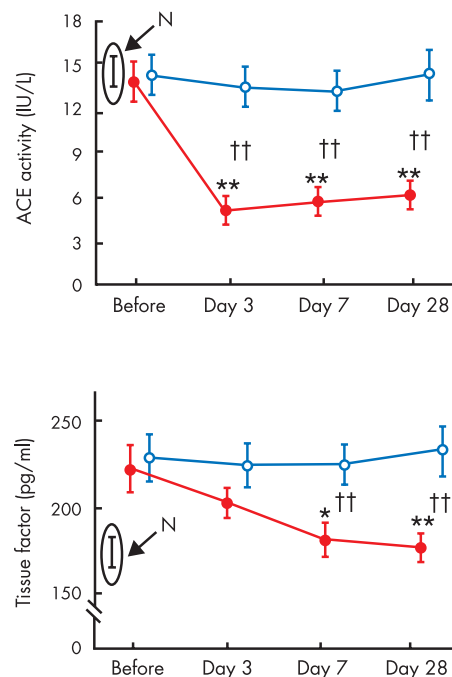 18
N
15
12
9
6
3
0
ACE activity (IU/L)
††
††
††
**
**
**
Before
Day 3
Day 7
Day 28
250
200
150
0
Tissue factor (pg/ml)
N
††
††
*
**
Before
Day 3
Day 7
Day 28